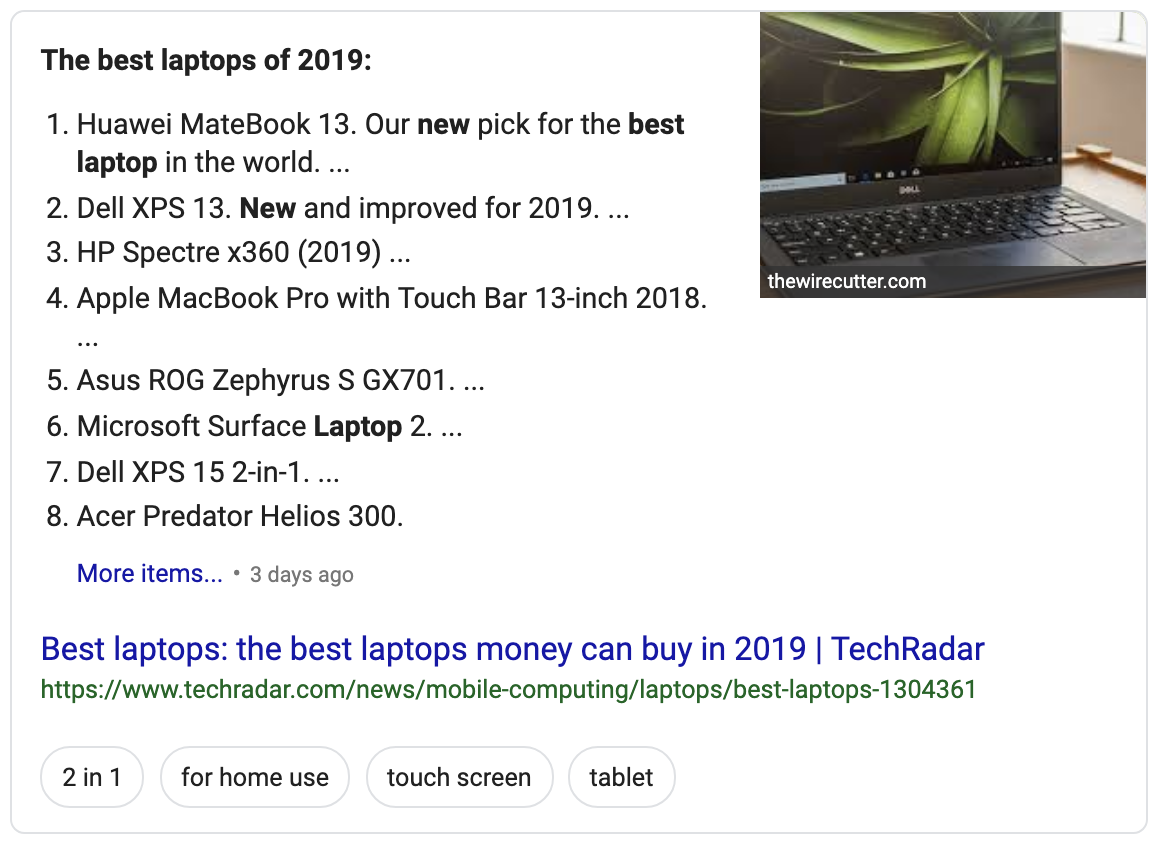 The best laptops of 2019:
1. Huawei MateBook 13. Our new pick for the best
laptop in the world. ...
2. Dell XPS 13. New and improved for 2019. ...
3. HP Spectre x360 (2019) ...
4. Apple MacBook Pro with Touch Bar 13-inch 2018.
...
5. Asus ROG Zephyrus S GX701. ...
6. Microsoft Surface Laptop 2. ...
7. Dell XPS 15 2-in-1. ...
8. Acer Predator Helios 300.
More items... • 3 days ago
DELL
thewirecutter.com
Best laptops: the best laptops money can buy in 2019 | TechRadar
https://www.techradar.com/news/mobile-computing/laptops/best-laptops-1304361
2 in 1
for home use
touch screen
tablet